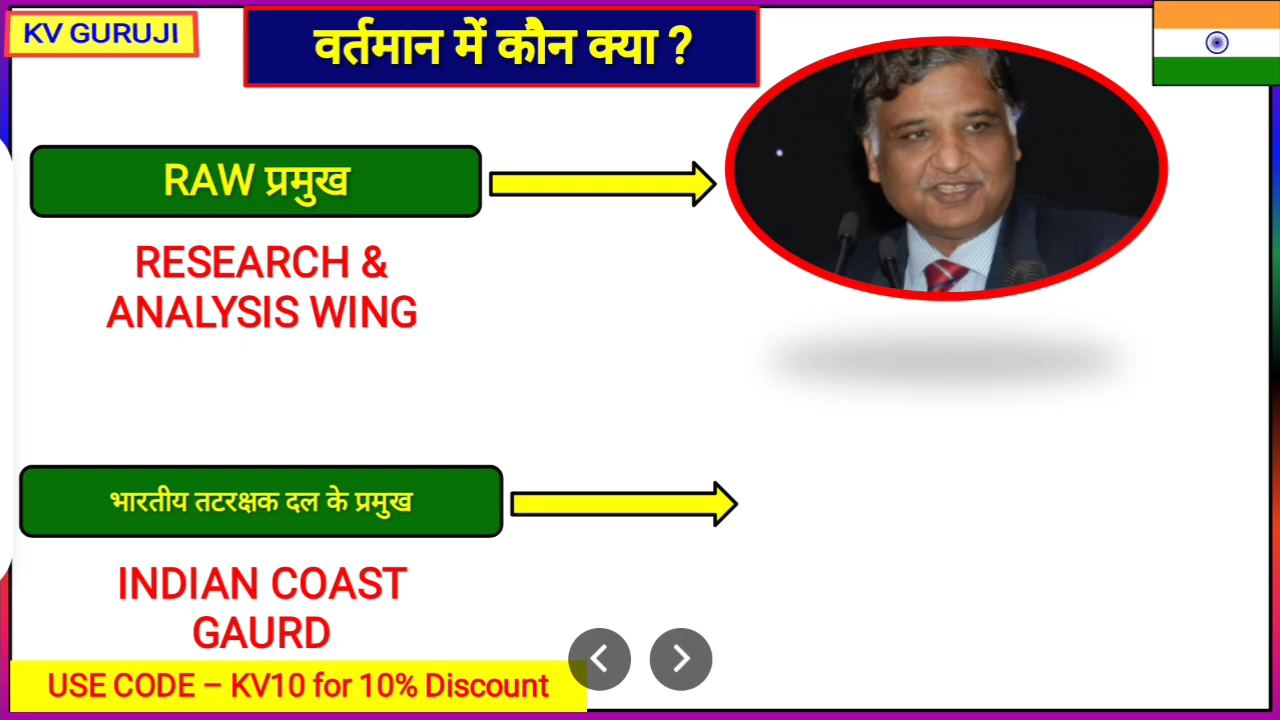 KV GURUJI
वर्तमान में कौन क्या ?
RAW प्रमुख
RESEARCH &
ANALYSIS WING
भारतीय तटरक्षक दल के प्रमुख
INDIAN COAST
GAURD
USE CODE – KV10 for 10% Discount